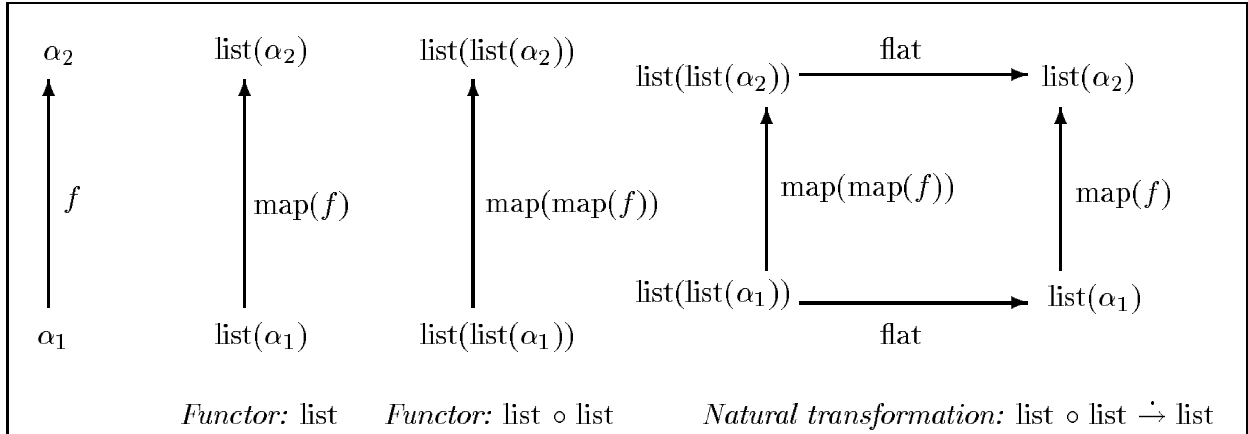 α₂ list(α₂) list(list(α₂)) flat
list(list(α₂)) list(α₂)
f map(f) map(map(f)) map(map(f)) map(f)
list(list(α₁)) list(α₁)
α₁ list(α₁) list(list(α₁)) flat
Functor: list Functor: list ∘ list Natural transformation: list ∘ list →̇ list